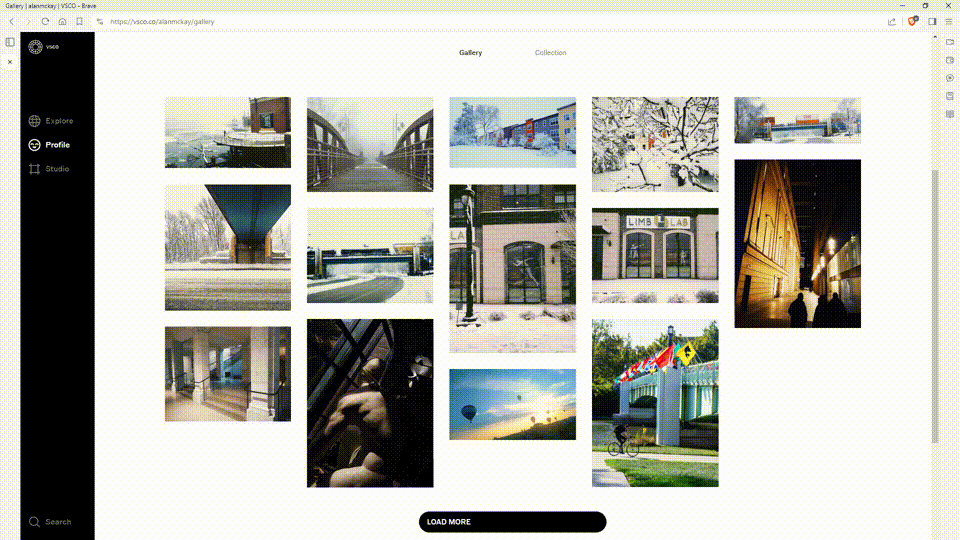 Gallery | alanmckay | VSCO - Brave
https://vsco.co/alanmckay/gallery
vsco
Gallery
Collection
Explore
Profile
Studio
LA
LIMB LAB
Search
LOAD MORE